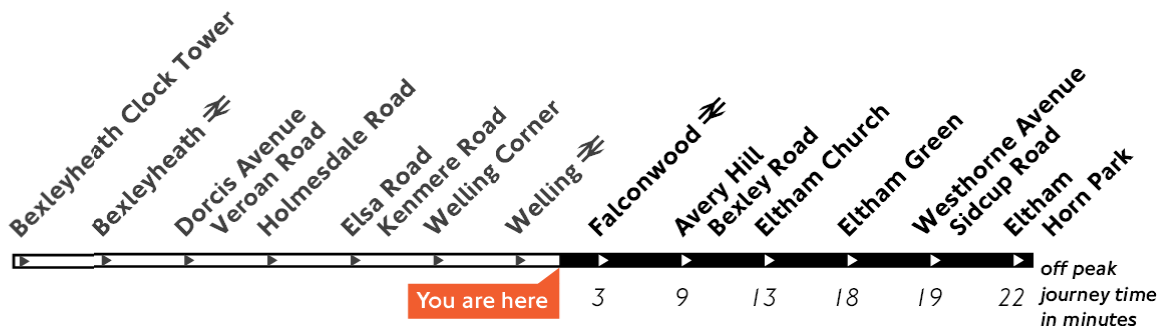 Bexleyheath Clock Tower
Bexleyheath
Dorcis Avenue
Veroan Road
Holmesdale Road
Elsa Road
Kenmere Road
Welling Corner
Welling
Falconwood
Avery Hill
Bexley Road
Eltham Church
Eltham Green
Westhorne Avenue
Sidcup Road
Eltham
Horn Park
You are here
3 9 13 18 19 22
off peak
journey time
in minutes